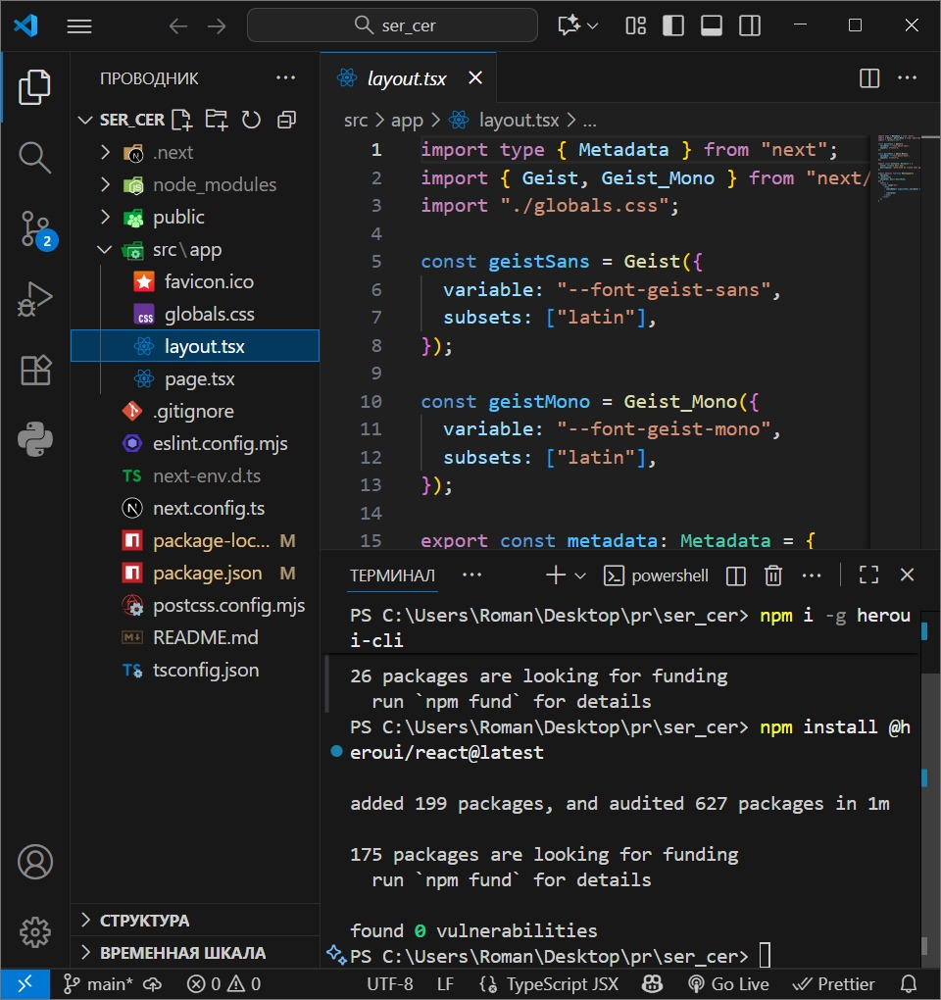 ser_cer
ПРОВОДНИК
SER_CER
.next
node_modules
public
src\app
favicon.ico
globals.css
layout.tsx
page.tsx
.gitignore
eslint.config.mjs
TS next-env.d.ts
next.config.ts
package-loc... M
package.json M
postcss.config.mjs
README.md
TS tsconfig.json
СТРУКТУРА
ВРЕМЕННАЯ ШКАЛА
2
layout.tsx
src > app > layout.tsx > ...
1 import type { Metadata } from "next";
2 import { Geist, Geist_Mono } from "next/
3 import "./globals.css";
4
5 const geistSans = Geist({
6 variable: "--font-geist-sans",
7 subsets: ["latin"],
8 });
9
10 const geistMono = Geist_Mono({
11 variable: "--font-geist-mono",
12 subsets: ["latin"],
13 });
14
15 export const metadata: Metadata = {
ТЕРМИНАЛ
powershell
PS C:\Users\Roman\Desktop\pr\ser_cer> npm i -g herou
i-cli
26 packages are looking for funding
run `npm fund` for details
PS C:\Users\Roman\Desktop\pr\ser_cer> npm install @h
eroui/react@latest
added 199 packages, and audited 627 packages in 1m
175 packages are looking for funding
run `npm fund` for details
found 0 vulnerabilities
PS C:\Users\Roman\Desktop\pr\ser_cer>
main* 0 0 UTF-8 LF {} TypeScript JSX Go Live Prettier